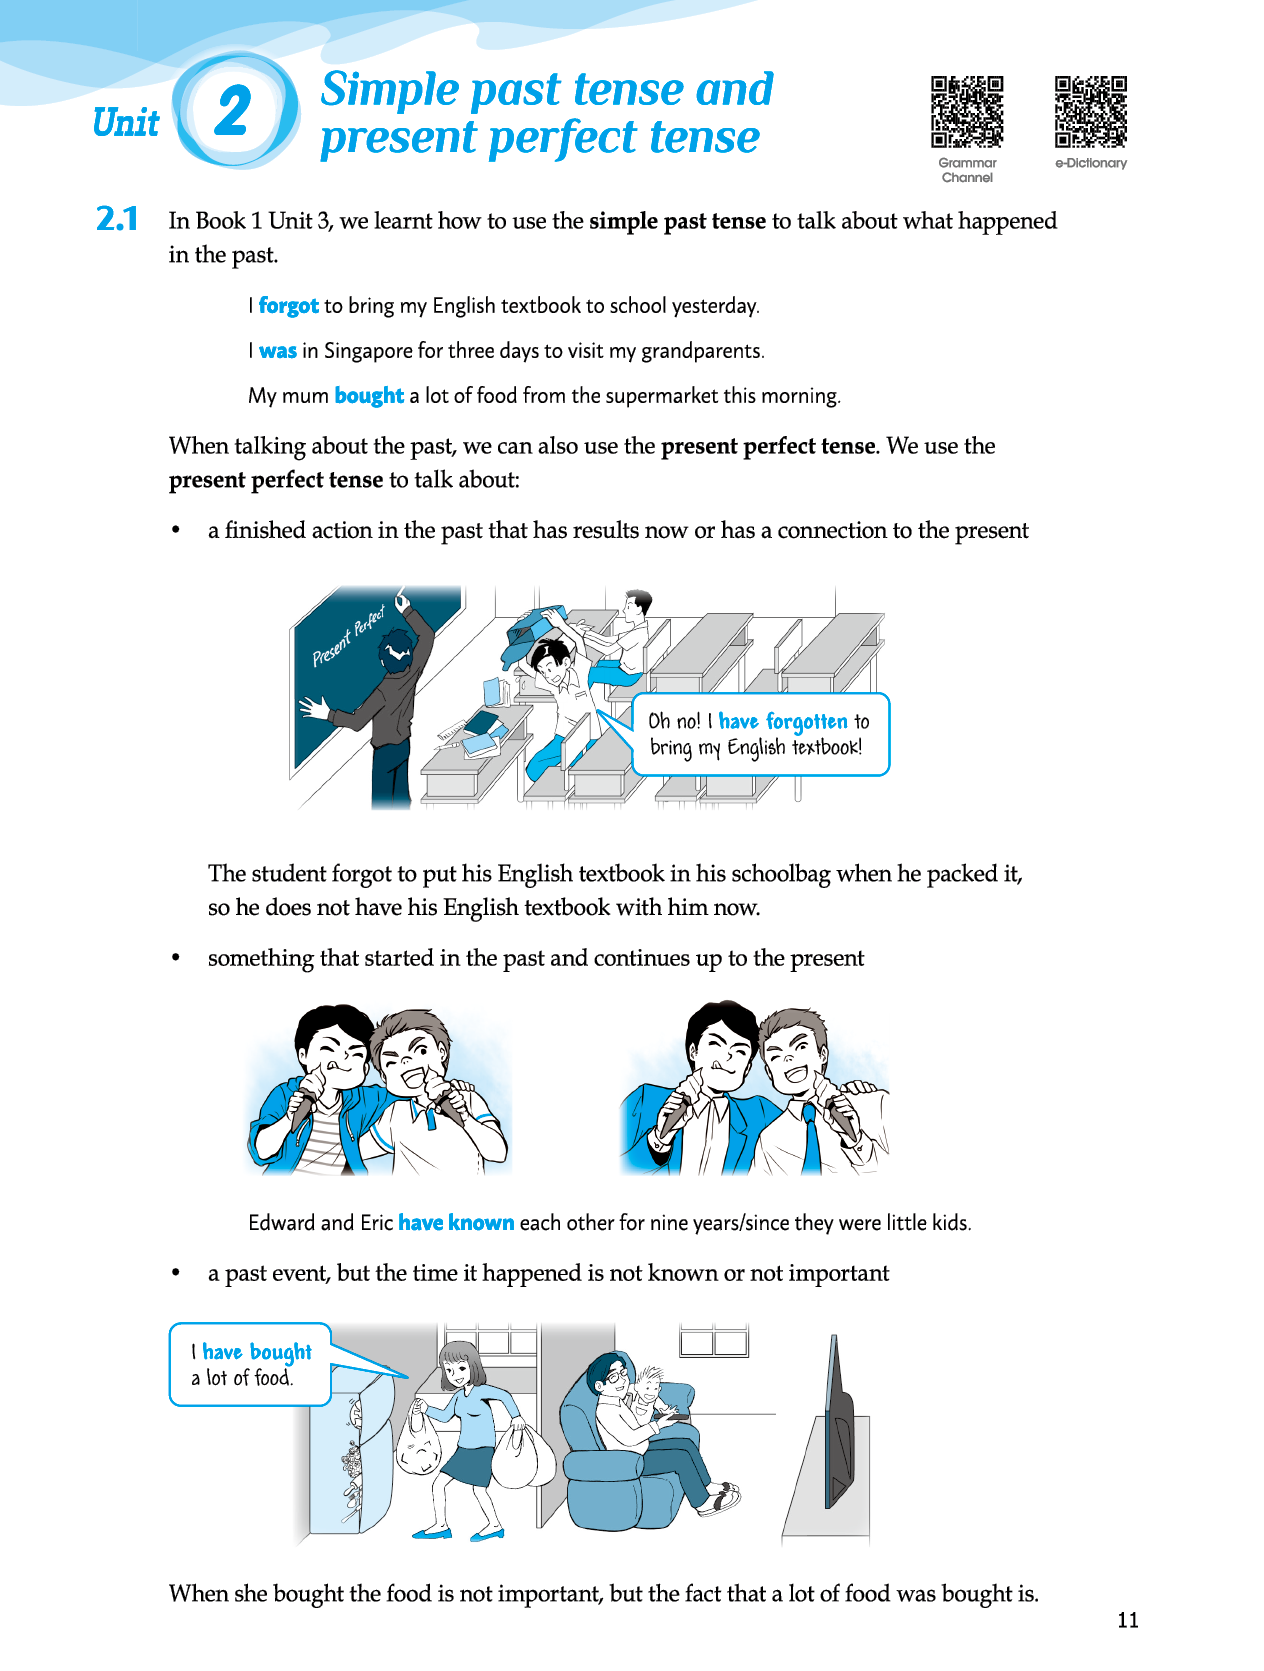 Unit 2
Simple past tense and
present perfect tense
Grammar
Channel
e-Dictionary
2.1 In Book 1 Unit 3, we learnt how to use the simple past tense to talk about what happened
in the past.
I forgot to bring my English textbook to school yesterday.
I was in Singapore for three days to visit my grandparents.
My mum bought a lot of food from the supermarket this morning.
When talking about the past, we can also use the present perfect tense. We use the
present perfect tense to talk about:
• a finished action in the past that has results now or has a connection to the present
Present Perfect
Oh no! I have forgotten to
bring my English textbook!
The student forgot to put his English textbook in his schoolbag when he packed it,
so he does not have his English textbook with him now.
• something that started in the past and continues up to the present
Edward and Eric have known each other for nine years/since they were little kids.
• a past event, but the time it happened is not known or not important
I have bought
a lot of food.
When she bought the food is not important, but the fact that a lot of food was bought is.
11